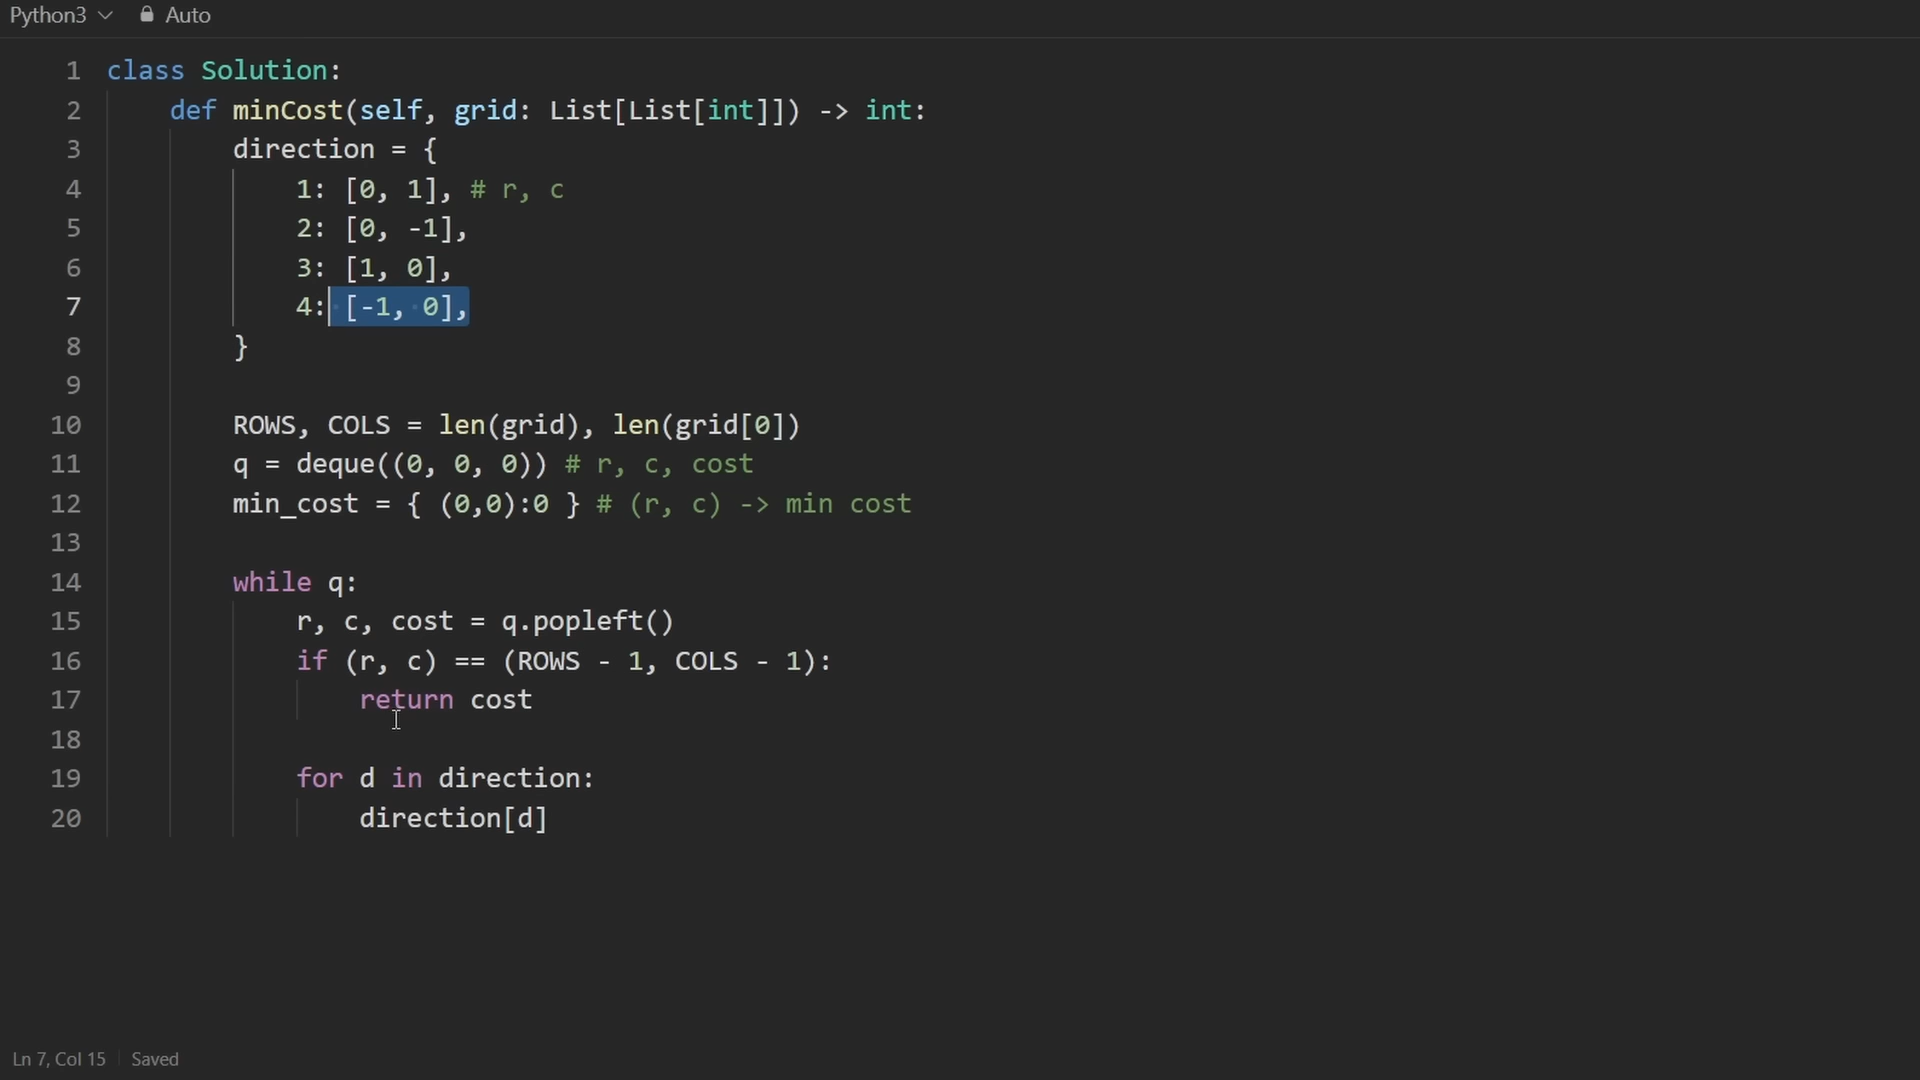 Python3 Auto
1 class Solution:
2 def minCost(self, grid: List[List[int]]) -> int:
3 direction = {
4 1: [0, 1], # r, c
5 2: [0, -1],
6 3: [1, 0],
7 4: [-1, 0],
8 }
9
10 ROWS, COLS = len(grid), len(grid[0])
11 q = deque((0, 0, 0)) # r, c, cost
12 min_cost = { (0,0):0 } # (r, c) -> min cost
13
14 while q:
15 r, c, cost = q.popleft()
16 if (r, c) == (ROWS - 1, COLS - 1):
17 return cost
18
19 for d in direction:
20 direction[d]
Ln 7, Col 15 Saved